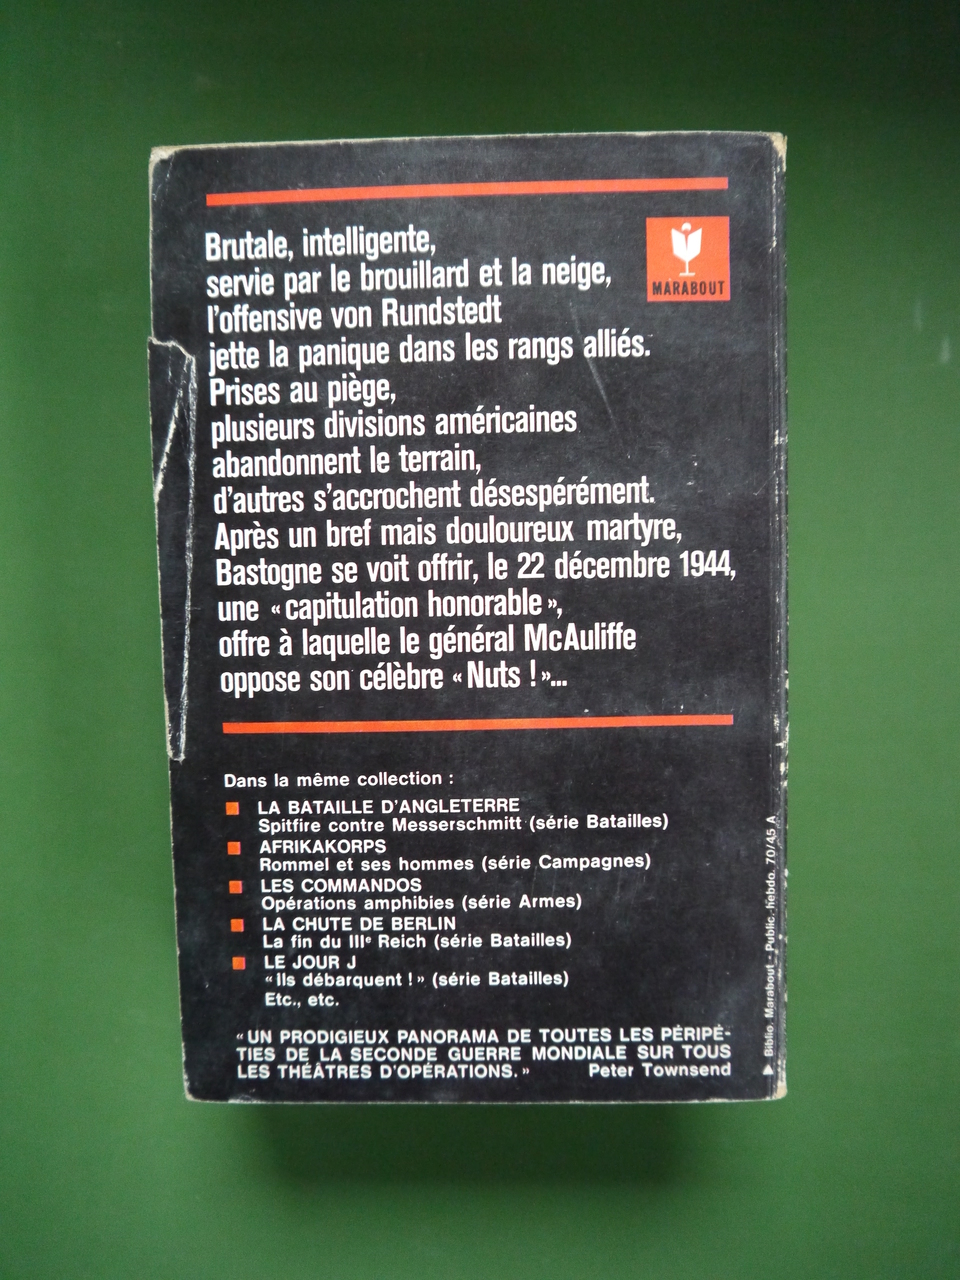 Brutale, intelligente,
servie par le brouillard et la neige,
l'offensive von Rundstedt
jette la panique dans les rangs alliés.
Prises au piège,
plusieurs divisions américaines
abandonnent le terrain,
d'autres s'accrochent désespérément.
Après un bref mais douloureux martyre,
Bastogne se voit offrir, le 22 décembre 1944,
une « capitulation honorable »,
offre à laquelle le général McAuliffe
oppose son célèbre « Nuts ! »...
MARABOUT
Dans la même collection :
LA BATAILLE D'ANGLETERRE
Spitfire contre Messerschmitt (série Batailles)
AFRIKAKORPS
Rommel et ses hommes (série Campagnes)
LES COMMANDOS
Opérations amphibies (série Armes)
LA CHUTE DE BERLIN
La fin du IIIe Reich (série Batailles)
LE JOUR J
« Ils débarquent ! » (série Batailles)
Etc., etc.
« UN PRODIGIEUX PANORAMA DE TOUTES LES PÉRIPÉ-
TIES DE LA SECONDE GUERRE MONDIALE SUR TOUS
LES THÉÂTRES D'OPÉRATIONS. » Peter Townsend
▶ Biblio. Marabout - Public. hebdo. 70/45 A